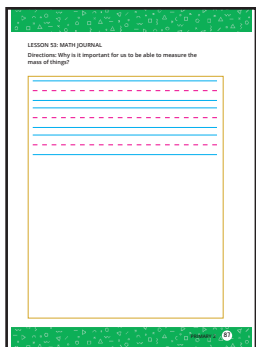 LESSON 53: MATH JOURNAL
Directions: Why is it important for us to be able to measure the
mass of things?
87